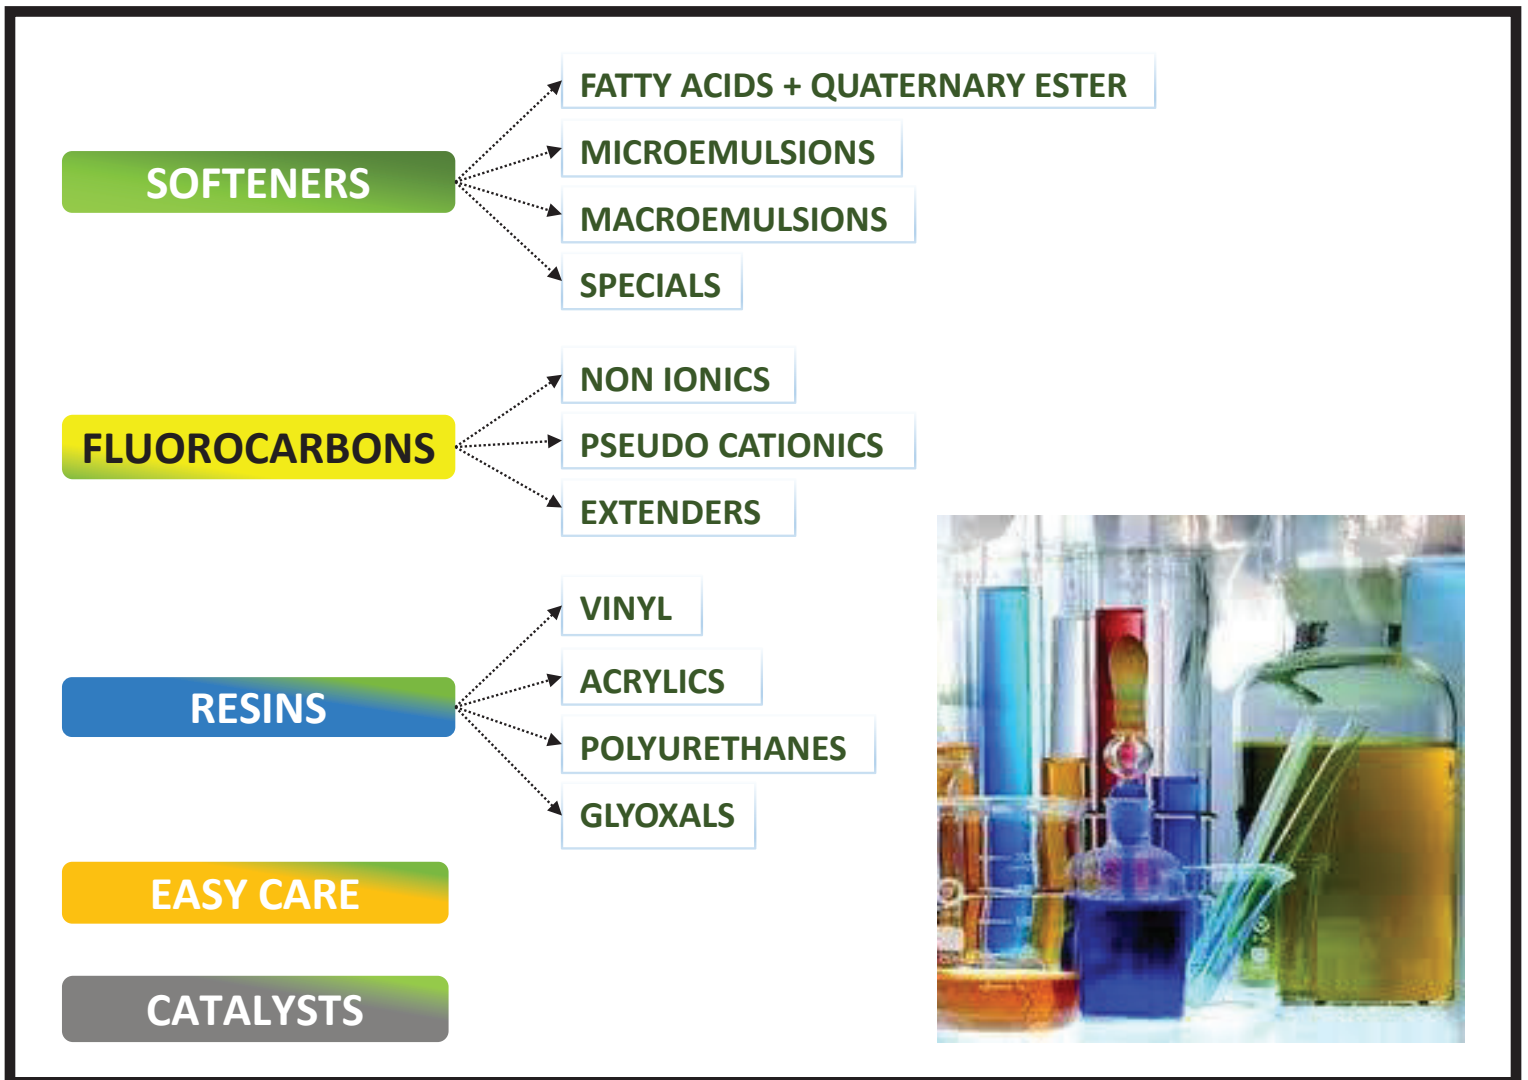 SOFTENERS
FATTY ACIDS + QUATERNARY ESTER
MICROEMULSIONS
MACROEMULSIONS
SPECIALS
FLUOROCARBONS
NON IONICS
PSEUDO CATIONICS
EXTENDERS
RESINS
VINYL
ACRYLICS
POLYURETHANES
GLYOXALS
EASY CARE
CATALYSTS